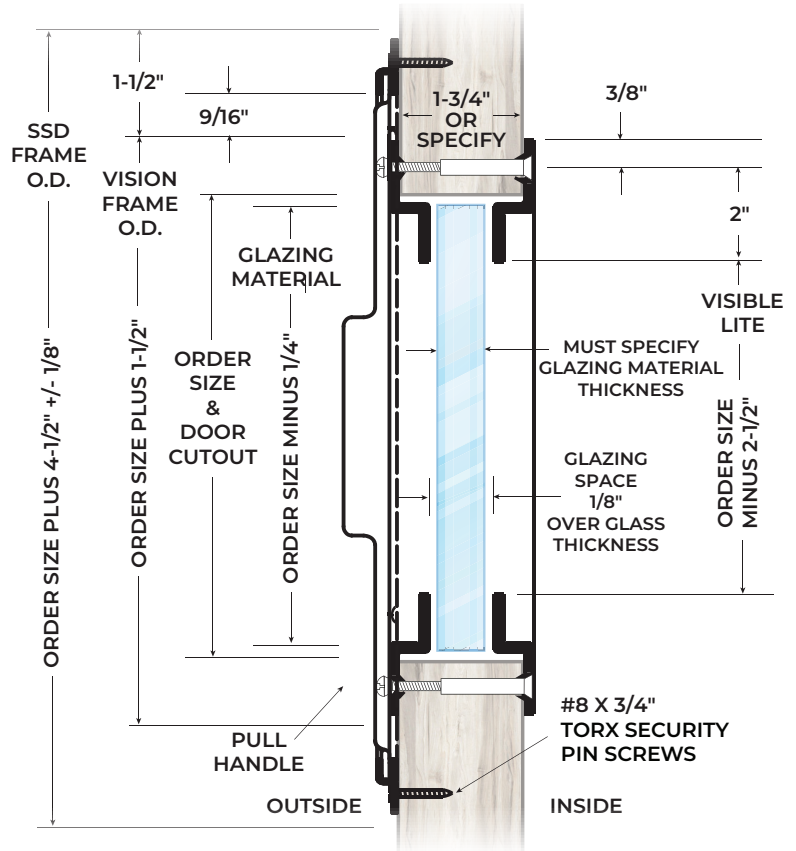 1-1/2"
9/16"
SSD
FRAME
O.D.
VISION
FRAME
O.D.
1-3/4"
OR
SPECIFY
3/8"
2"
GLAZING
MATERIAL
VISIBLE
LITE
ORDER SIZE PLUS 4-1/2" +/- 1/8"
ORDER SIZE PLUS 1-1/2"
ORDER
SIZE
&
DOOR
CUTOUT
ORDER SIZE MINUS 1/4"
MUST SPECIFY
GLAZING MATERIAL
THICKNESS
ORDER SIZE
MINUS 2-1/2"
GLAZING
SPACE
1/8"
OVER GLASS
THICKNESS
PULL
HANDLE
#8 X 3/4"
TORX SECURITY
PIN SCREWS
OUTSIDE
INSIDE